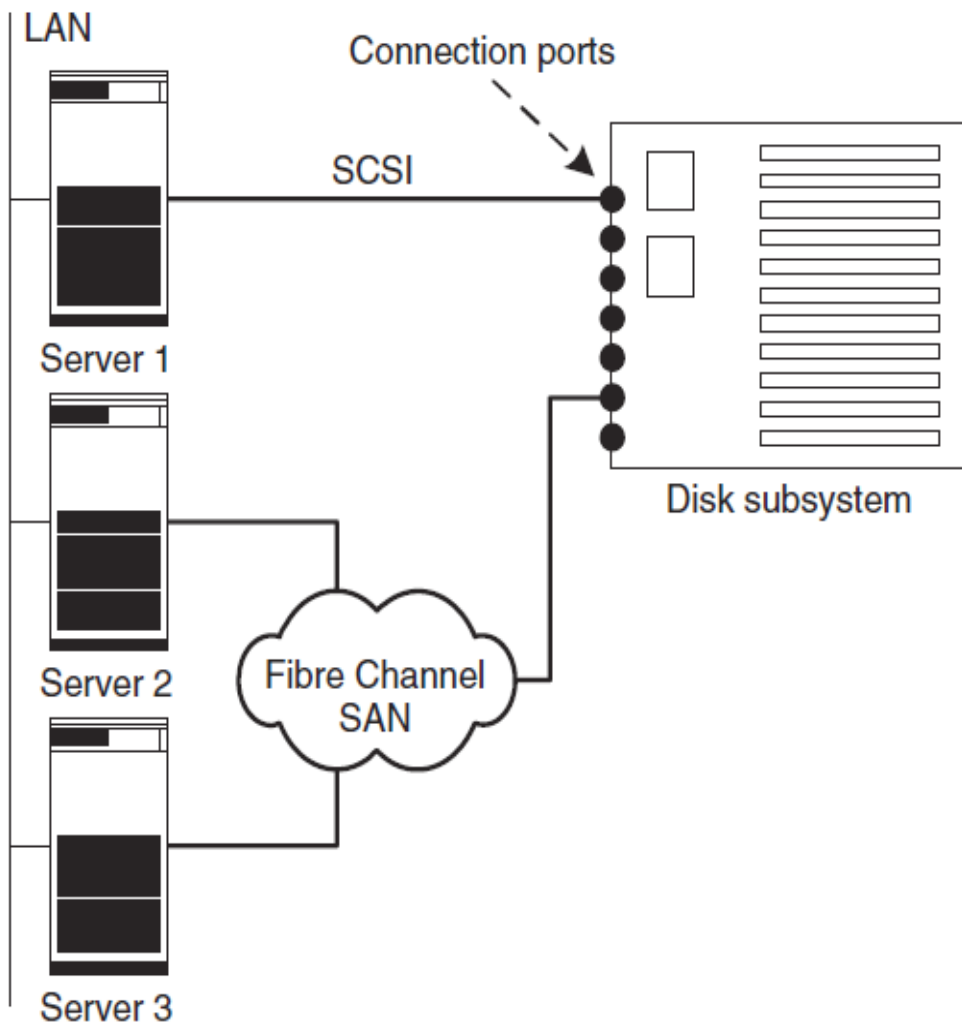 LAN
Connection ports
SCSI
Server 1
Disk subsystem
Server 2
Fibre Channel
SAN
Server 3